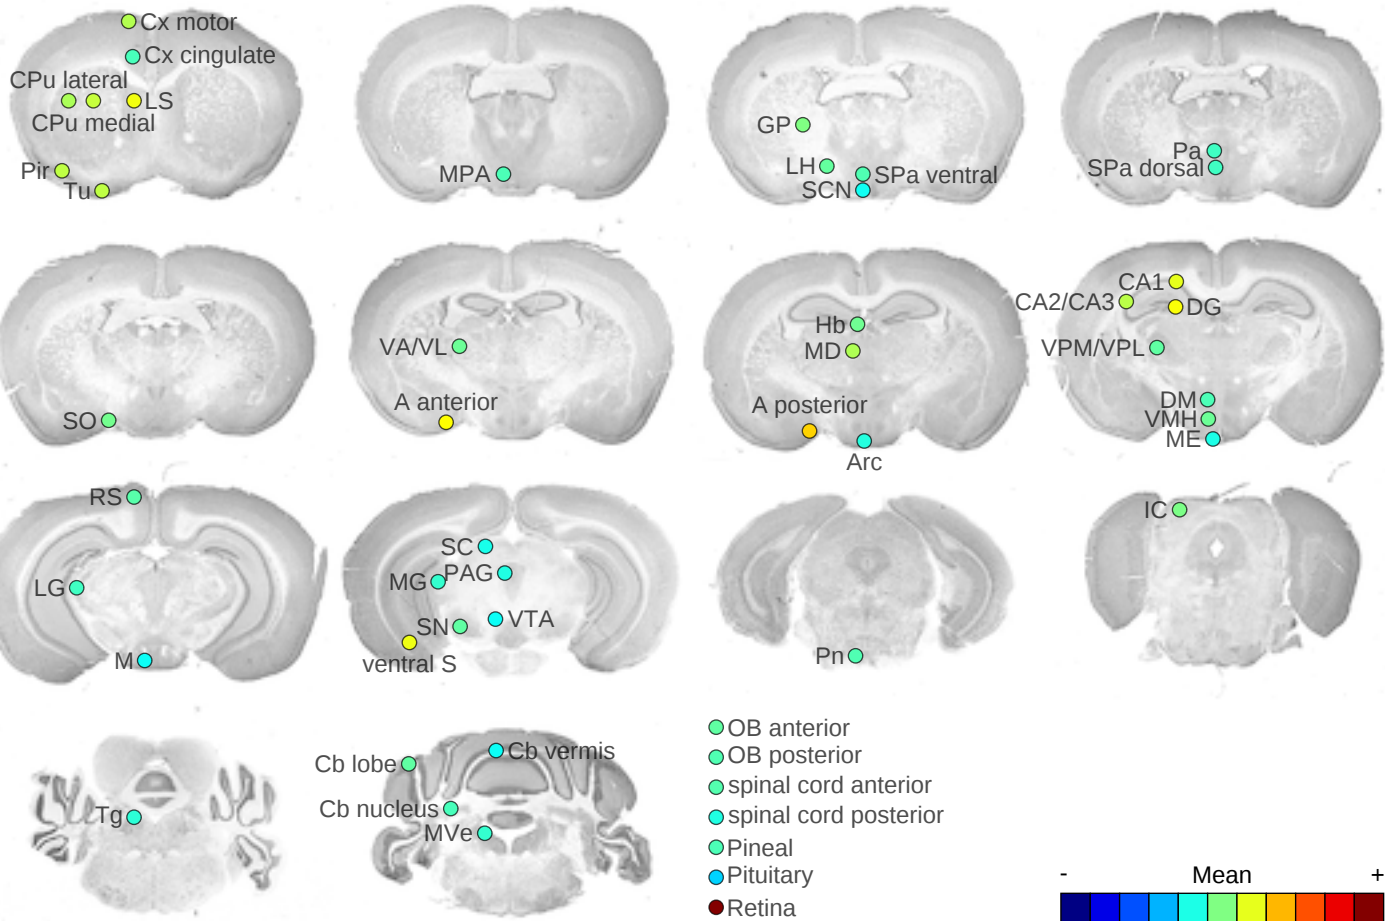 Cx motor
Cx cingulate
CPu lateral
LS
CPu medial
Pir
Tu
MPA
GP
LH
SPa ventral
SCN
Pa
SPa dorsal
SO
VA/VL
A anterior
Hb
MD
A posterior
Arc
CA1
CA2/CA3
DG
VPM/VPL
DM
VMH
ME
RS
LG
M
SC
PAG
MG
VTA
SN
ventral S
Pn
IC
Tg
Cb lobe
Cb vermis
Cb nucleus
MVe
OB anterior
OB posterior
spinal cord anterior
spinal cord posterior
Pineal
Pituitary
Retina
- Mean +